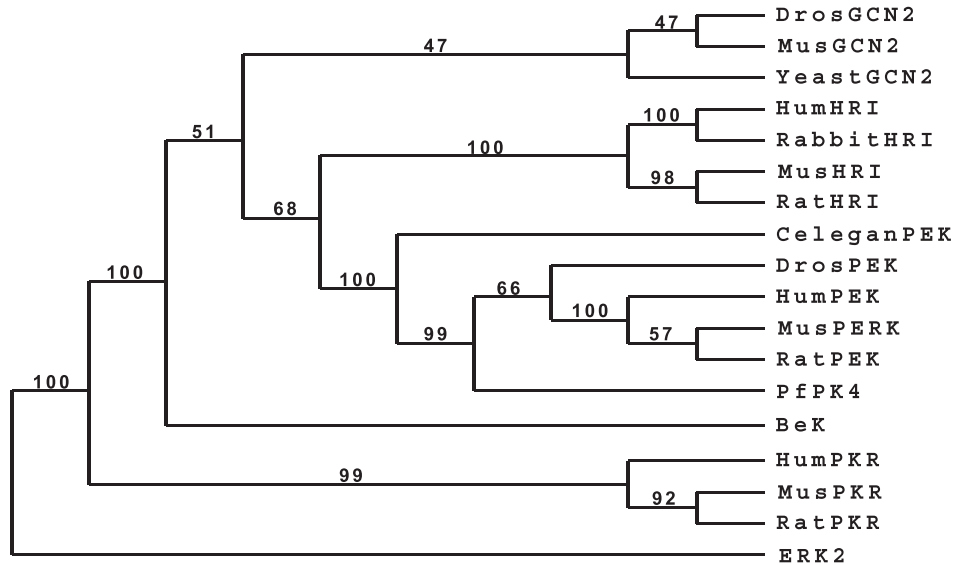 47
DrosGCN2
47
MusGCN2
YeastGCN2
100
HumHRI
51
100
RabbitHRI
98
MusHRI
68
RatHRI
CeleganPEK
100
100
66
DrosPEK
100
HumPEK
99
57
MusPERK
RatPEK
100
PfPK4
BeK
99
HumPKR
92
MusPKR
RatPKR
ERK2